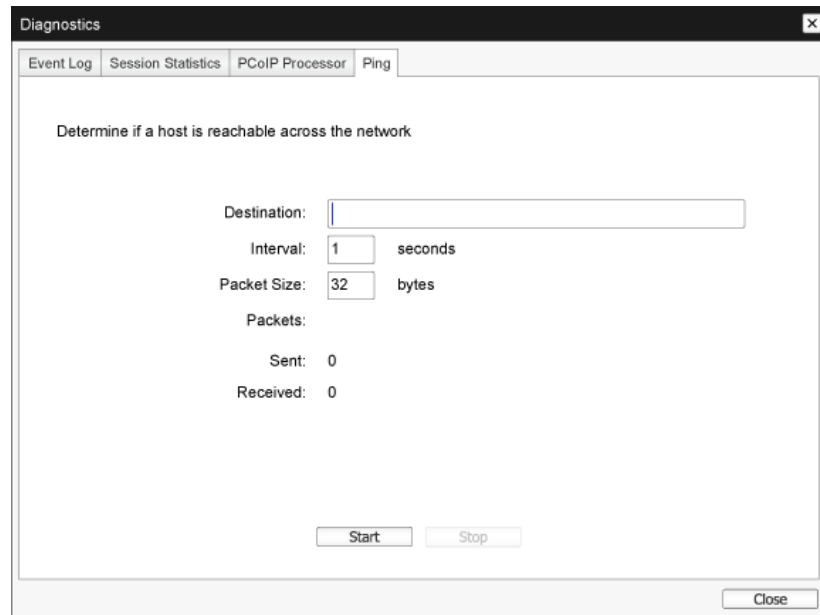 Diagnostics
Event Log Session Statistics PCoIP Processor Ping
Determine if a host is reachable across the network
Destination:
Interval: 1 seconds
Packet Size: 32 bytes
Packets:
Sent: 0
Received: 0
Start Stop
Close